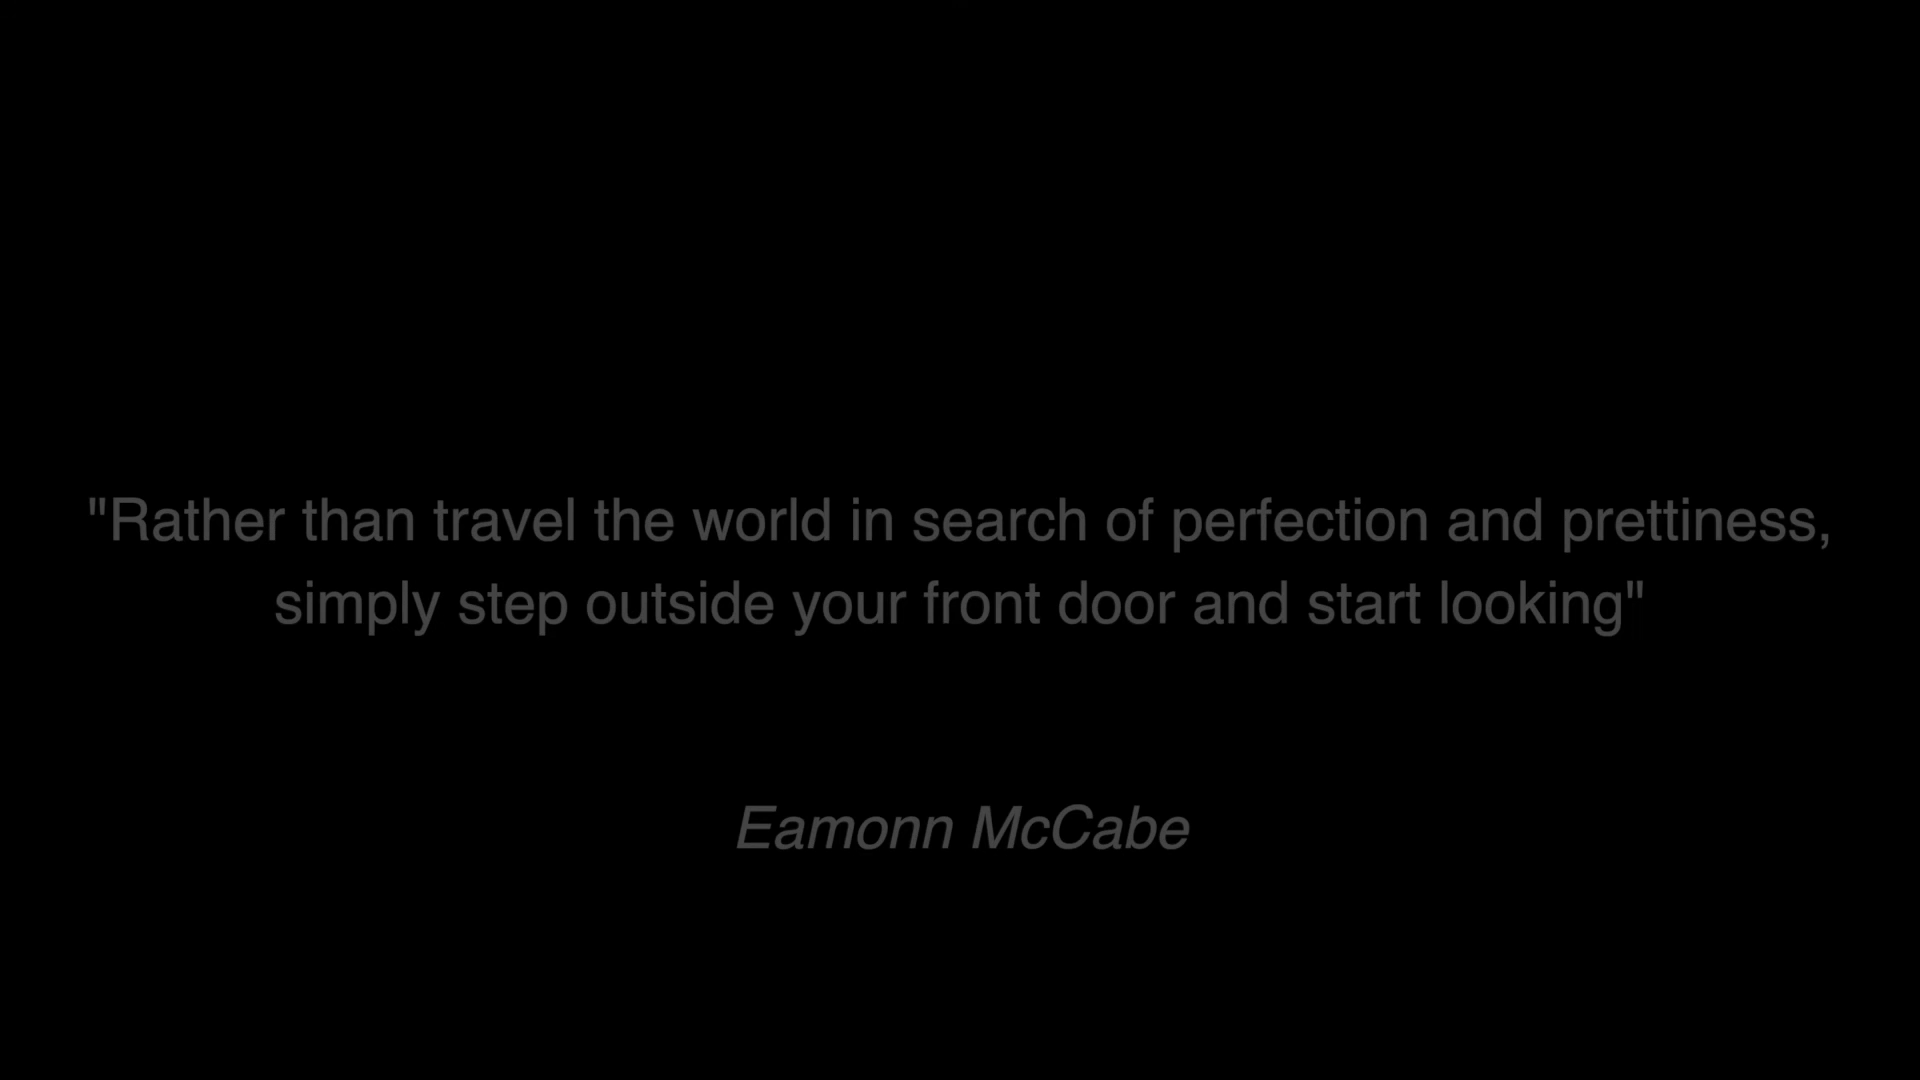 "Rather than travel the world in search of perfection and prettiness,
simply step outside your front door and start looking"
Eamonn McCabe